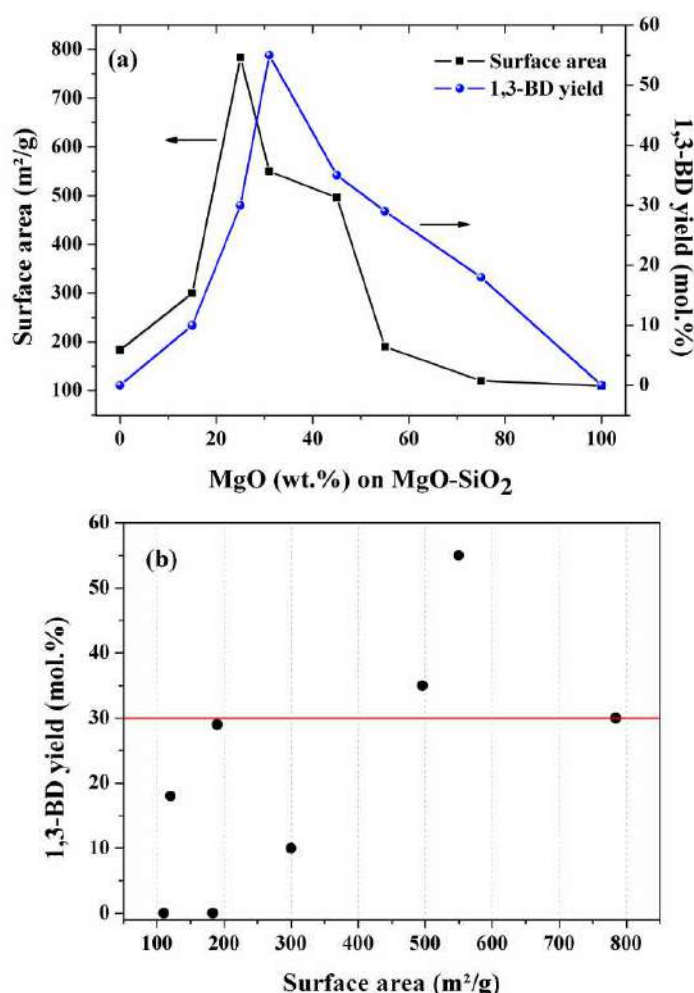 (a)
Surface area
1,3-BD yield
800
700
600
500
400
300
200
100
Surface area (m²/g)
60
50
40
30
20
10
0
1,3-BD yield (mol.%)
0 20 40 60 80 100
MgO (wt.%) on MgO-SiO₂
(b)
60
50
40
30
20
10
0
1,3-BD yield (mol.%)
100 200 300 400 500 600 700 800
Surface area (m²/g)